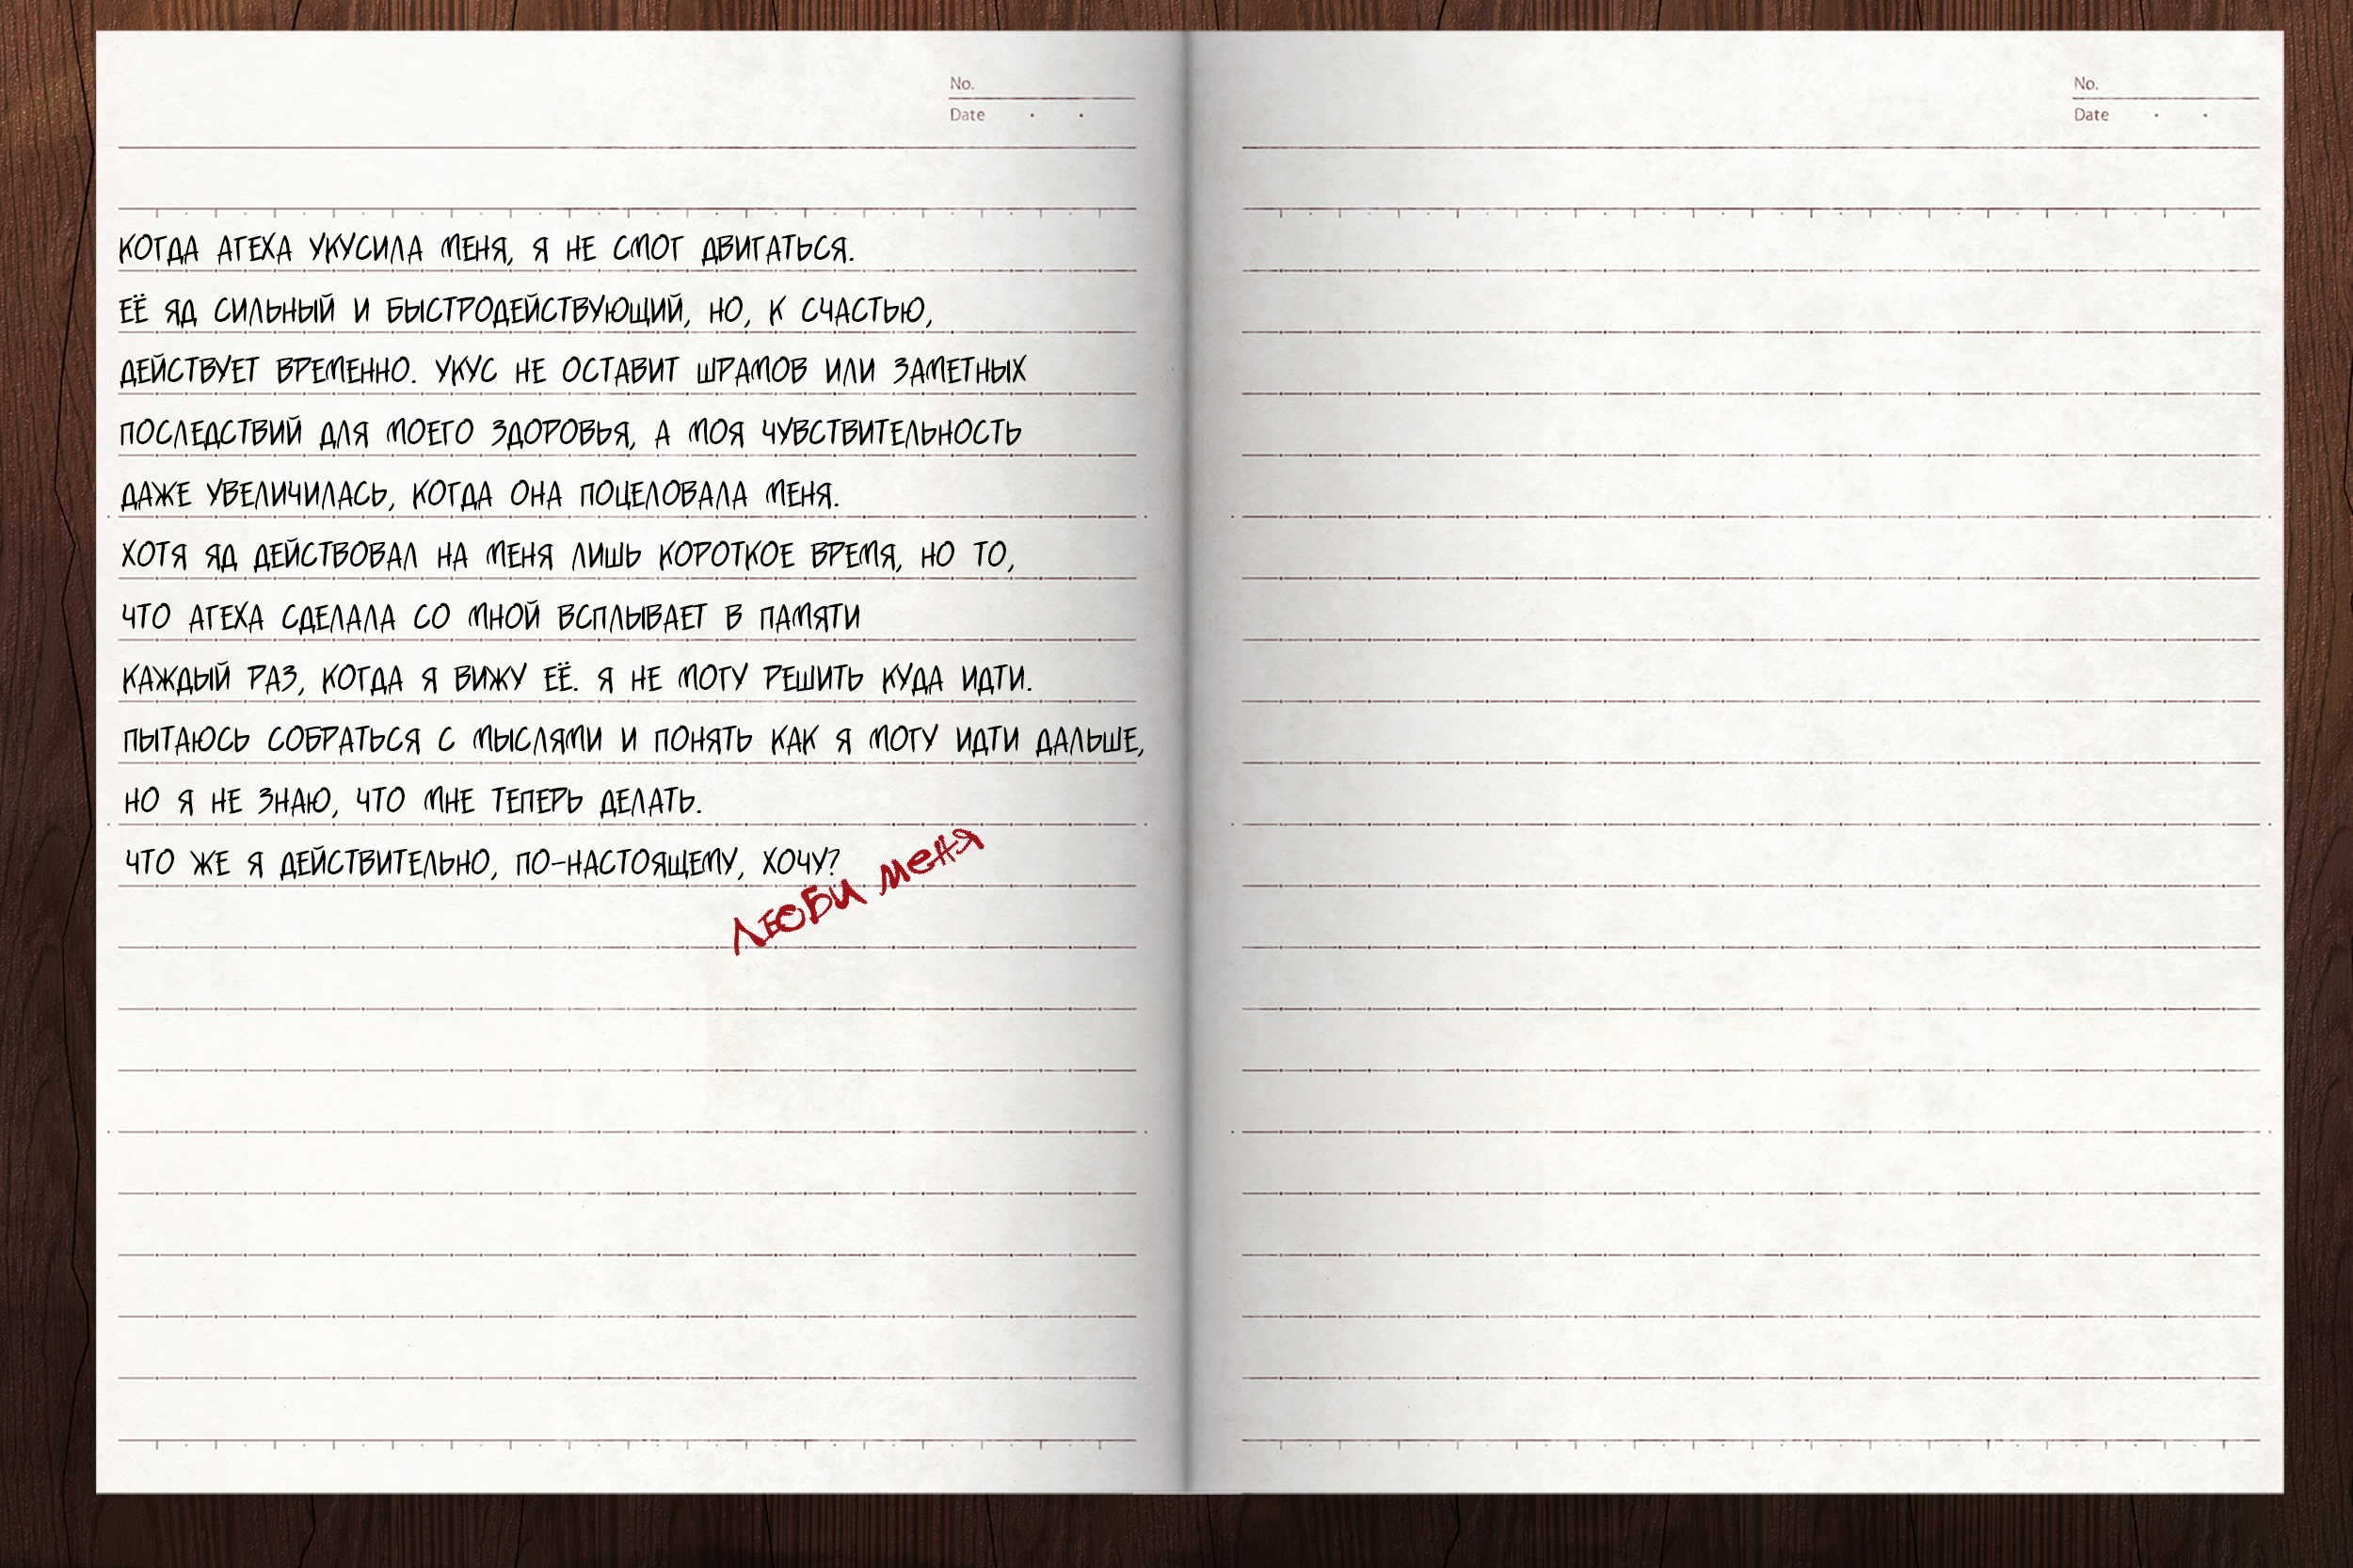 No.
Date
No.
Date
КОГДА АГЕХА УКУСИЛА МЕНЯ, Я НЕ СМОГ ДВИГАТЬСЯ.
ЕЁ ЯД СИЛЬНЫЙ И БЫСТРОДЕЙСТВУЮЩИЙ, НО, К СЧАСТЬЮ,
ДЕЙСТВУЕТ ВРЕМЕННО. УКУС НЕ ОСТАВИТ ШРАМОВ ИЛИ ЗАМЕТНЫХ
ПОСЛЕДСТВИЙ ДЛЯ МОЕГО ЗДОРОВЬЯ, А МОЯ ЧУВСТВИТЕЛЬНОСТЬ
ДАЖЕ УВЕЛИЧИЛАСЬ, КОГДА ОНА ПОЦЕЛОВАЛА МЕНЯ.
ХОТЯ ЯД ДЕЙСТВОВАЛ НА МЕНЯ ЛИШЬ КОРОТКОЕ ВРЕМЯ, НО ТО,
ЧТО АГЕХА СДЕЛАЛА СО МНОЙ ВСПЛЫВАЕТ В ПАМЯТИ
КАЖДЫЙ РАЗ, КОГДА Я ВИЖУ ЕЁ. Я НЕ МОГУ РЕШИТЬ КУДА ИДТИ.
ПЫТАЮСЬ СОБРАТЬСЯ С МЫСЛЯМИ И ПОНЯТЬ КАК Я МОГУ ИДТИ ДАЛЬШЕ,
НО Я НЕ ЗНАЮ, ЧТО МНЕ ТЕПЕРЬ ДЕЛАТЬ.
ЧТО ЖЕ Я ДЕЙСТВИТЕЛЬНО, ПО-НАСТОЯЩЕМУ, ХОЧУ?
ЛЮБИ МЕНЯ